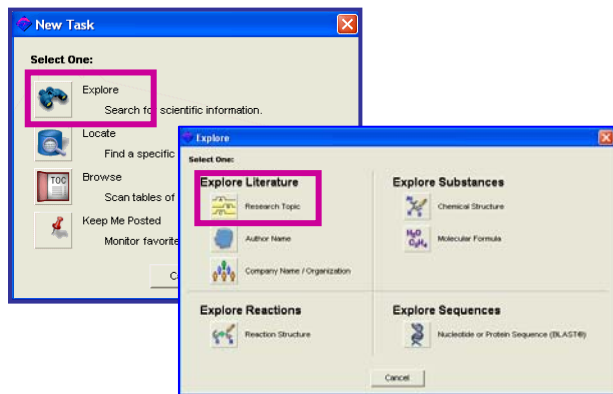 New Task
Select One:
Explore
Search for scientific information.
Locate
Find a specific
TOC
Browse
Scan tables of
Keep Me Posted
Monitor favorite
C
Explore
Select One:
Explore Literature
Research Topic
Author Name
Company Name / Organization
Explore Substances
Chemical Structure
H₂O
C₂H₄
Molecular Formula
Explore Reactions
Reaction Structure
Explore Sequences
Nucleotide or Protein Sequence (BLAST®)
Cancel